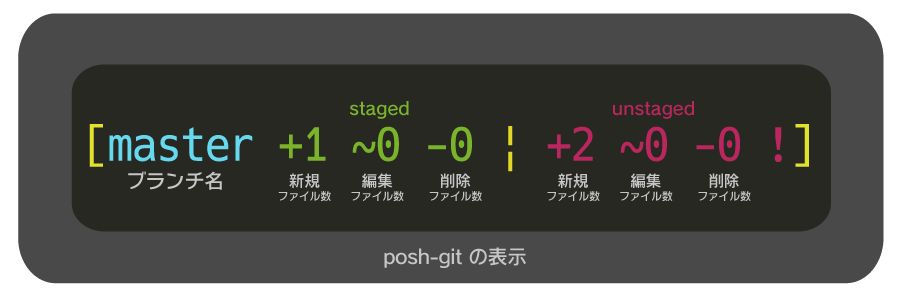 staged unstaged
[master +1 ~0 -0 ¦ +2 ~0 -0 !]
ブランチ名 新規 編集 削除 新規 編集 削除
ファイル数 ファイル数 ファイル数 ファイル数 ファイル数 ファイル数
posh-git の表示